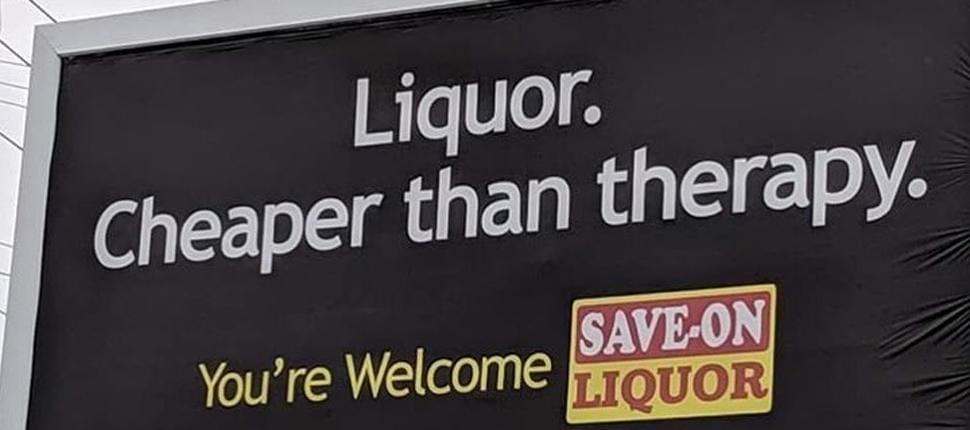 Liquor.
Cheaper than therapy.
You're Welcome
SAVE-ON
LIQUOR